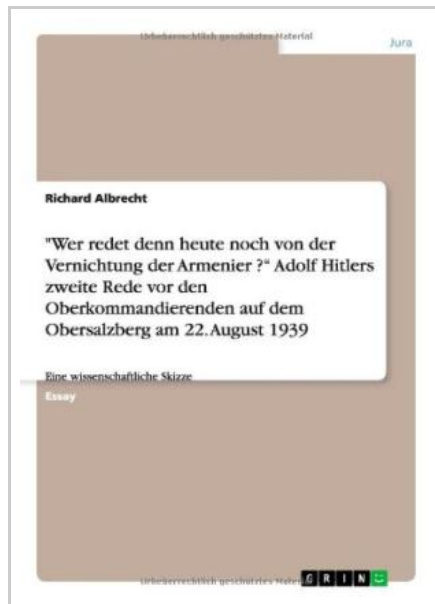 Urheberrechtlich geschütztes Material
Jura
Richard Albrecht
"Wer redet denn heute noch von der
Vernichtung der Armenier ?“ Adolf Hitlers
zweite Rede vor den
Oberkommandierenden auf dem
Obersalzberg am 22. August 1939
Eine wissenschaftliche Skizze
Essay
Urheberrechtlich geschütztes Mater
GRIN